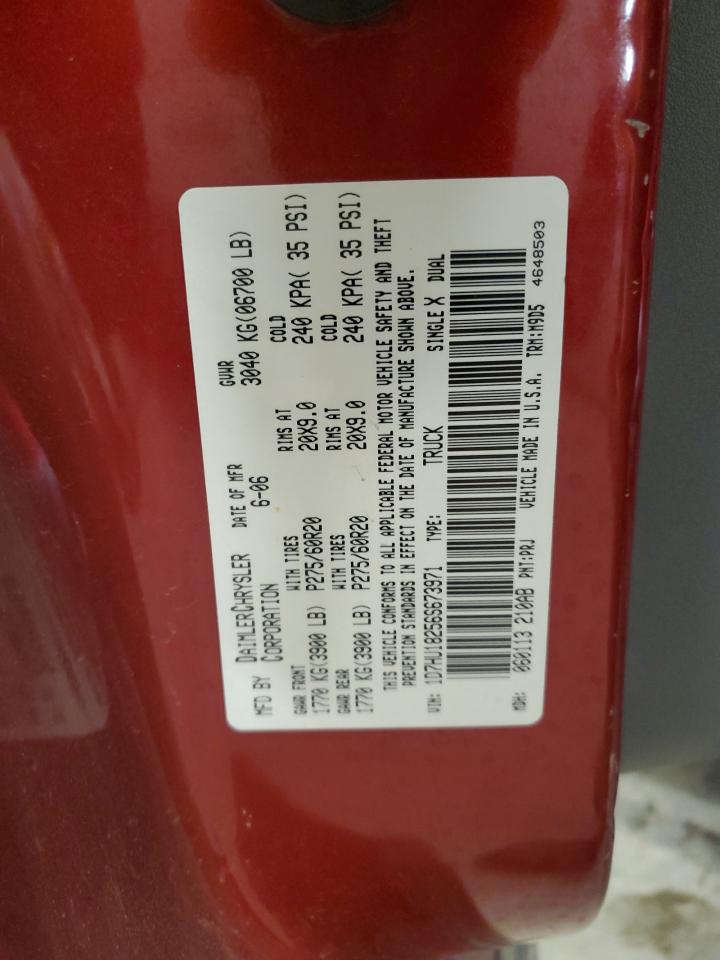 MFD BY DAIMLERCHRYSLER CORPORATION DATE OF MFR 6-06 GVWR 3040 KG(06700 LB)
GAWR FRONT WITH TIRES RIMS AT COLD
1770 KG(3900 LB) P275/60R20 20X9.0 240 KPA( 35 PSI)
GAWR REAR WITH TIRES RIMS AT COLD
1770 KG(3900 LB) P275/60R20 20X9.0 240 KPA( 35 PSI)
THIS VEHICLE CONFORMS TO ALL APPLICABLE FEDERAL MOTOR VEHICLE SAFETY AND THEFT
PREVENTION STANDARDS IN EFFECT ON THE DATE OF MANUFACTURE SHOWN ABOVE.
VIN: 1D7HU18256S673971 TYPE: TRUCK SINGLE X DUAL
MDH: 060113 210AB PNT:PRJ VEHICLE MADE IN U.S.A. TRM:M9D5 4648503